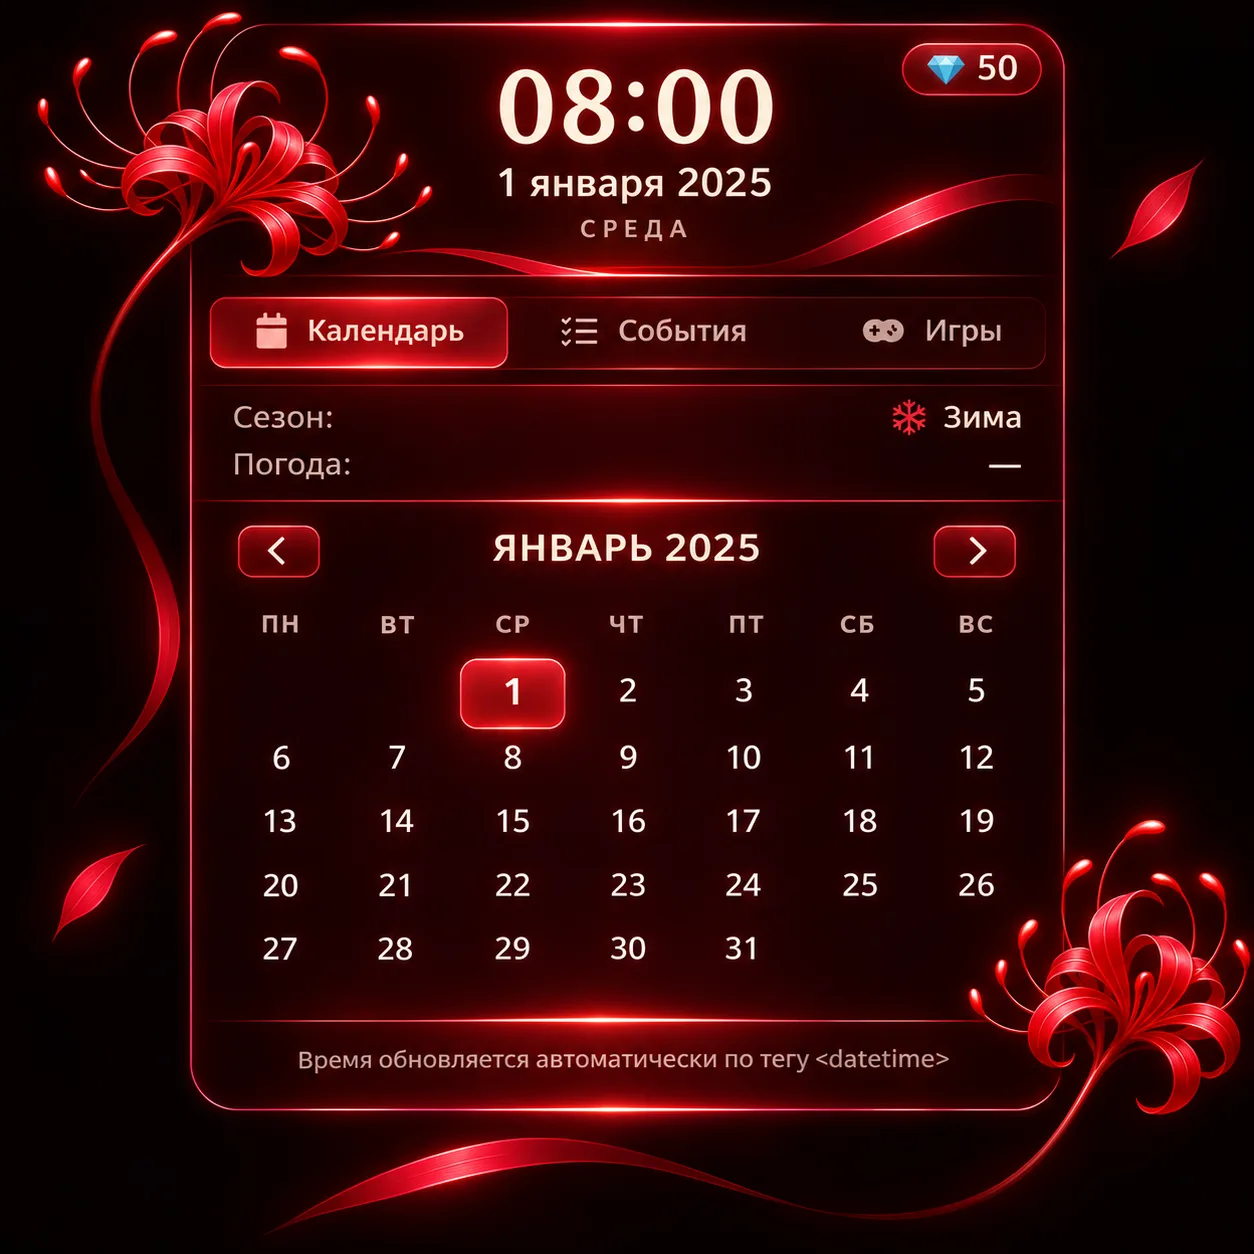 💎 50
08:00
1 января 2025
СРЕДА
Календарь События Игры
Сезон: Зима
Погода: —
ЯНВАРЬ 2025
ПН ВТ СР ЧТ ПТ СБ ВС
1 2 3 4 5
6 7 8 9 10 11 12
13 14 15 16 17 18 19
20 21 22 23 24 25 26
27 28 29 30 31
Время обновляется автоматически по тегу <datetime>